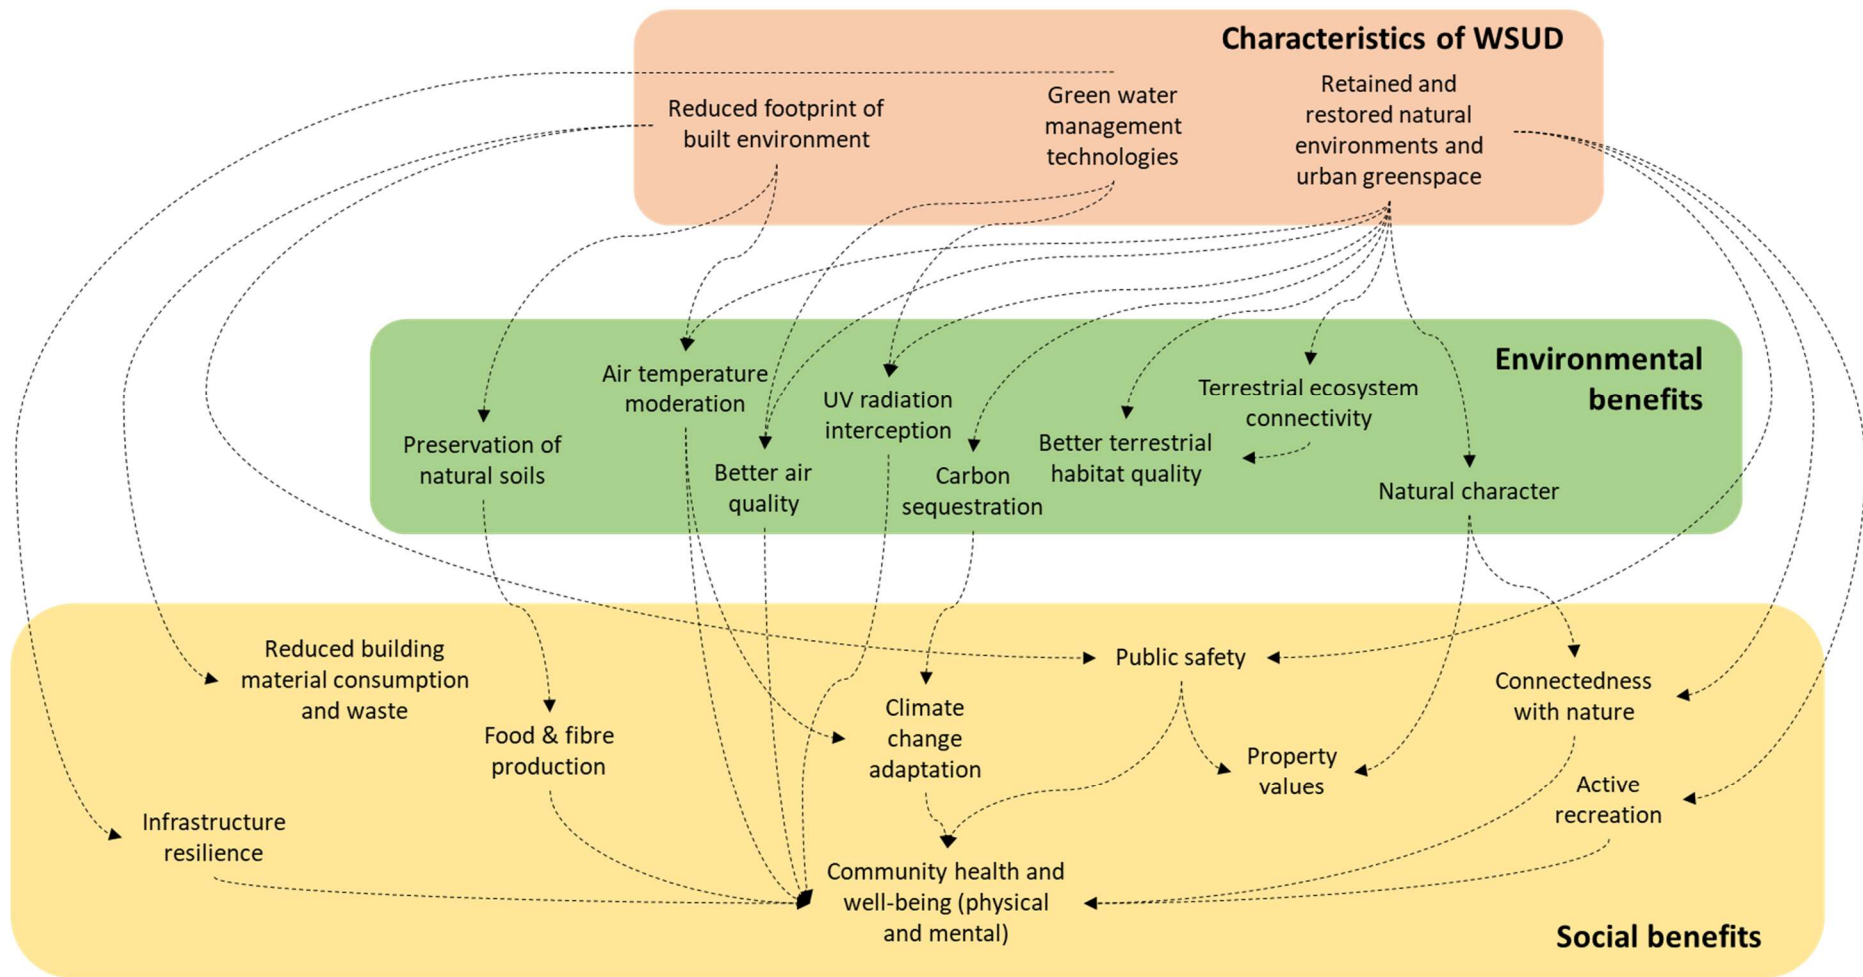 Characteristics of WSUD
Reduced footprint of
built environment
Green water
management
technologies
Retained and
restored natural
environments and
urban greenspace
Environmental
benefits
Preservation of
natural soils
Air temperature
moderation
Better air
quality
UV radiation
interception
Carbon
sequestration
Better terrestrial
habitat quality
Terrestrial ecosystem
connectivity
Natural character
Reduced building
material consumption
and waste
Food & fibre
production
Infrastructure
resilience
Climate
change
adaptation
Public safety
Property
values
Connectedness
with nature
Active
recreation
Community health and
well-being (physical
and mental)
Social benefits